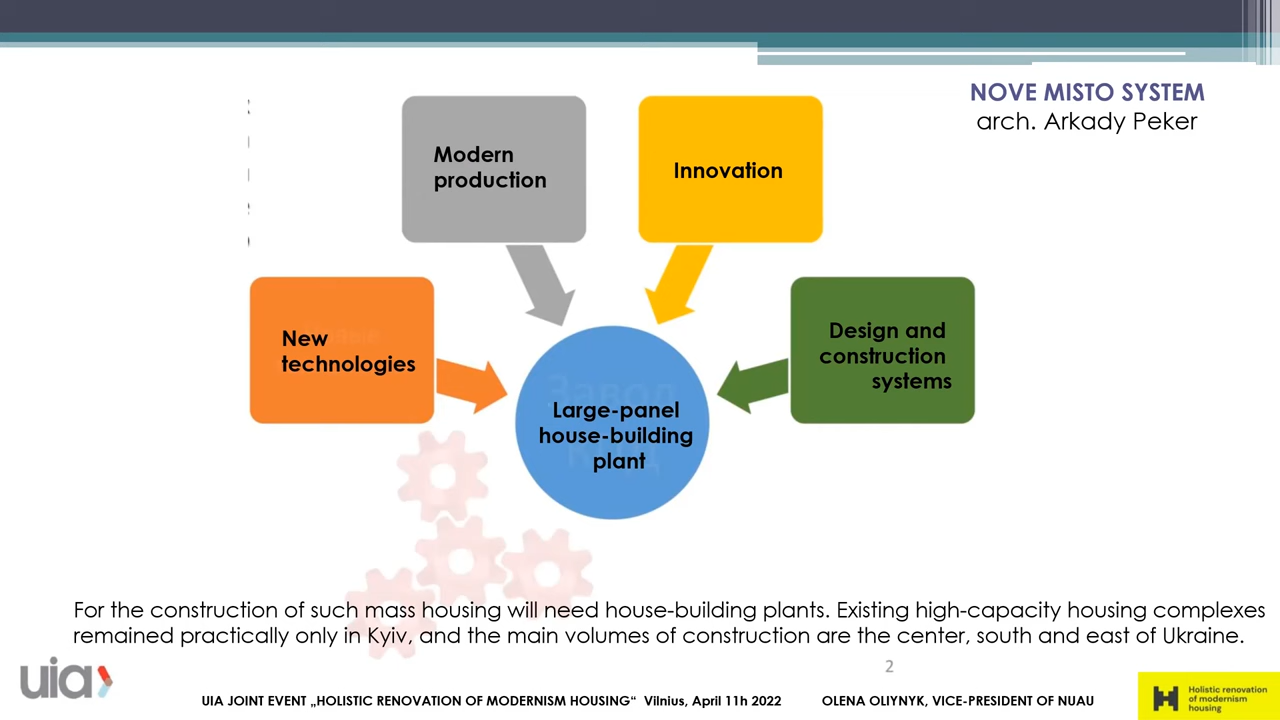 NOVE MISTO SYSTEM
arch. Arkady Peker
Modern
production
Innovation
New
technologies
Design and
construction
systems
Large-panel
house-building
plant
For the construction of such mass housing will need house-building plants. Existing high-capacity housing complexes
remained practically only in Kyiv, and the main volumes of construction are the center, south and east of Ukraine.
2
uia
UIA JOINT EVENT „HOLISTIC RENOVATION OF MODERNISM HOUSING“ Vilnius, April 11h 2022
OLENA OLIYNYK, VICE-PRESIDENT OF NUAU
Holistic renovation
of modernism
housing